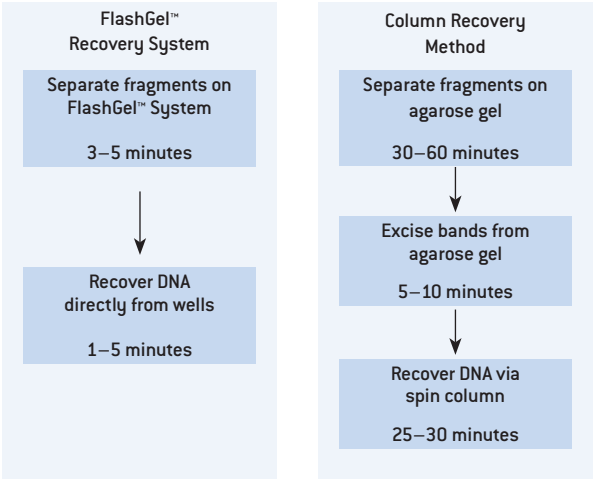 FlashGel™
Recovery System
Separate fragments on
FlashGel™ System
3–5 minutes
Recover DNA
directly from wells
1–5 minutes
Column Recovery
Method
Separate fragments on
agarose gel
30–60 minutes
Excise bands from
agarose gel
5–10 minutes
Recover DNA via
spin column
25–30 minutes